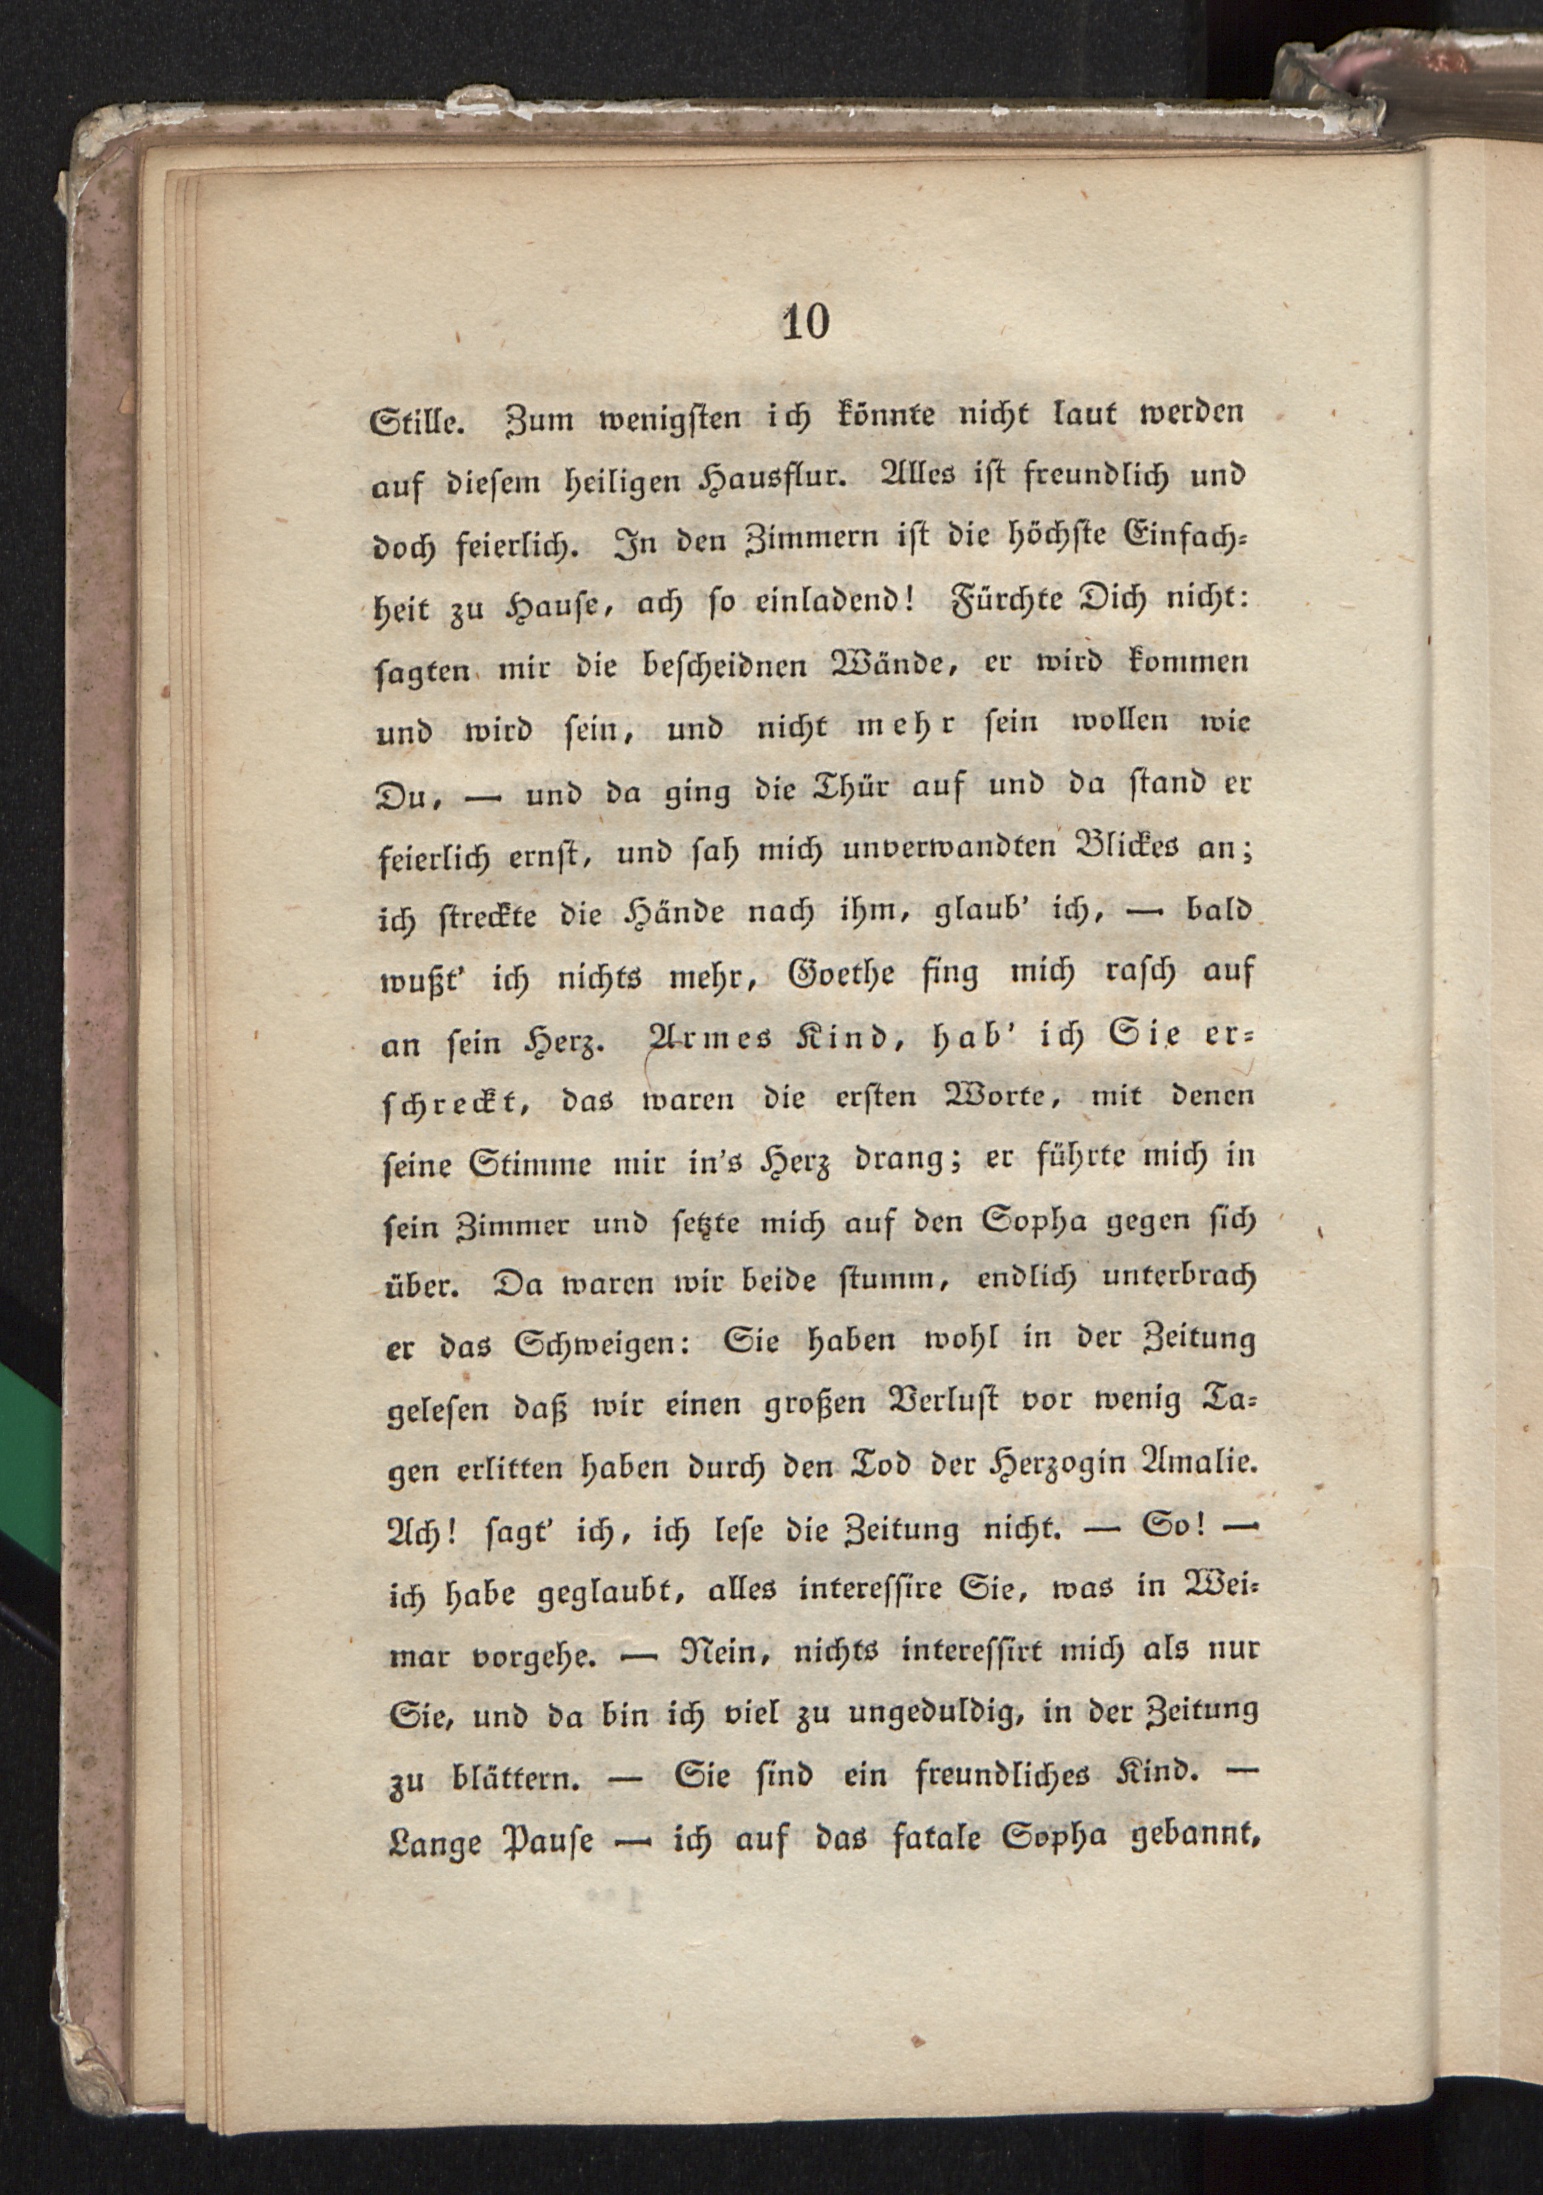 10
Stille. Zum wenigſten ich könnte nicht laut werden
auf dieſem heiligen Hausflur. Alles iſt freundlich und
doch feierlich. In den Zimmern iſt die höchſte Einfach⸗
heit zu Hauſe, ach ſo einladend! Fürchte Dich nicht:
ſagten mir die beſcheidnen Wände, er wird kommen
und wird ſein, und nicht mehr ſein wollen wie
Du, — und da ging die Thür auf und da ſtand er
feierlich ernſt, und ſah mich unverwandten Blickes an;
ich ſtreckte die Hände nach ihm, glaub' ich, — bald
wußt' ich nichts mehr, Goethe fing mich raſch auf
an ſein Herz. Armes Kind, hab' ich Sie er⸗
ſchreckt, das waren die erſten Worte, mit denen
ſeine Stimme mir in's Herz drang; er führte mich in
ſein Zimmer und ſetzte mich auf den Sopha gegen ſich
über. Da waren wir beide ſtumm, endlich unterbrach
er das Schweigen: Sie haben wohl in der Zeitung
geleſen daß wir einen großen Verluſt vor wenig Ta⸗
gen erlitten haben durch den Tod der Herzogin Amalie.
Ach! ſagt' ich, ich leſe die Zeitung nicht. — So! —
ich habe geglaubt, alles intereſſire Sie, was in Wei⸗
mar vorgehe. — Nein, nichts intereſſirt mich als nur
Sie, und da bin ich viel zu ungeduldig, in der Zeitung
zu blättern. — Sie ſind ein freundliches Kind. —
Lange Pauſe — ich auf das fatale Sopha gebannt,